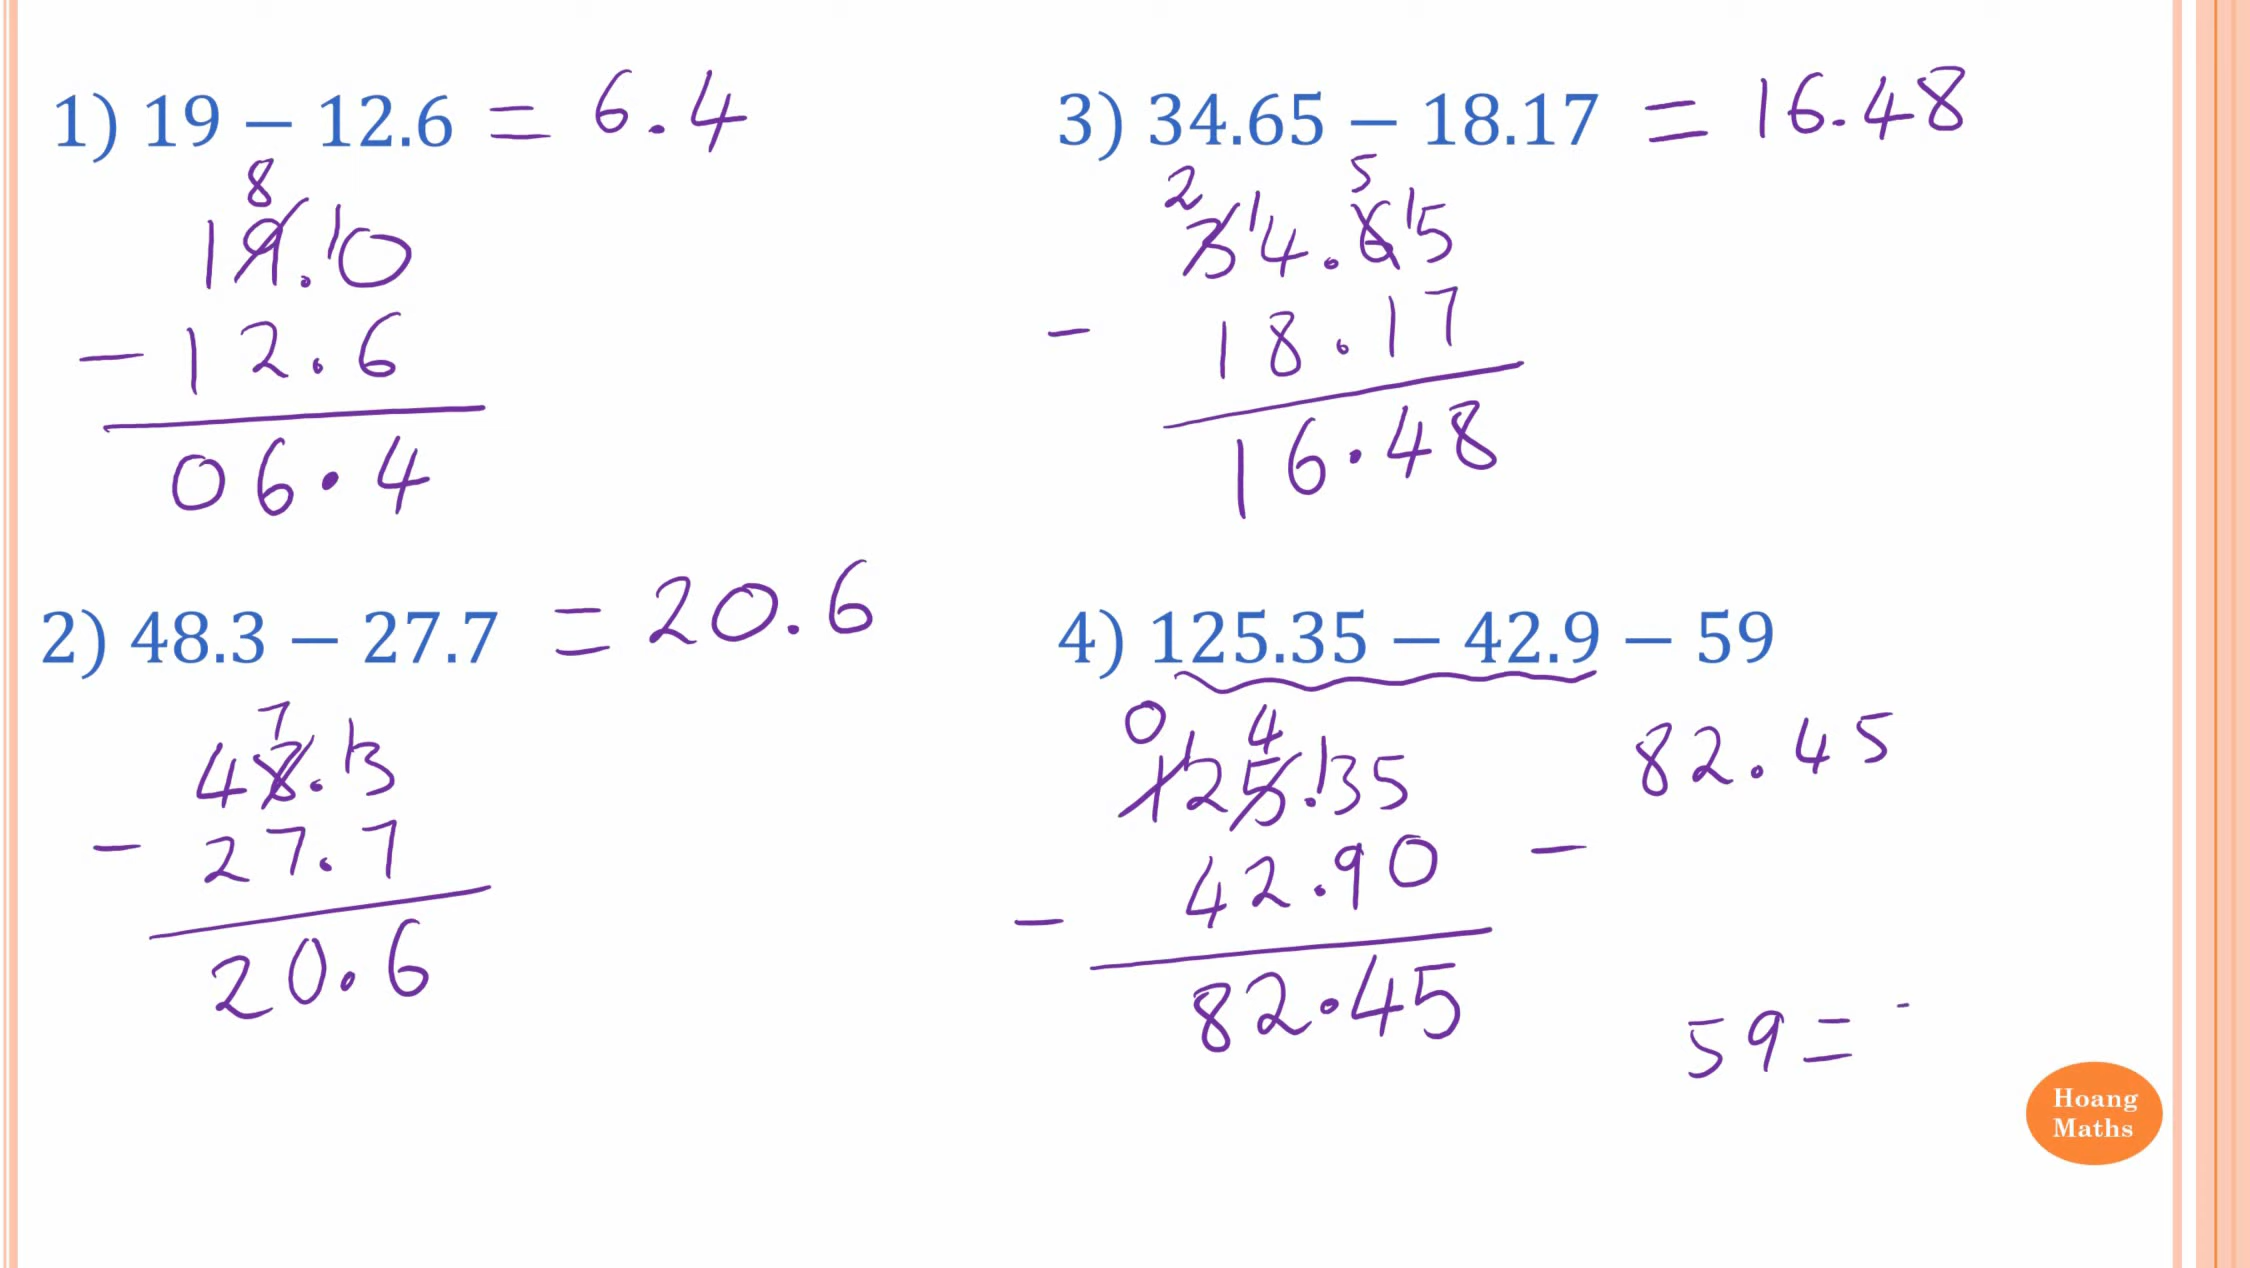 1) 19 − 12.6 = 6.4
8
19.10
− 12.6
06.4
2) 48.3 − 27.7 = 20.6
7
48.13
− 27.7
20.6
3) 34.65 − 18.17 = 16.48
2 5
314.615
− 18.17
16.48
4) 125.35 − 42.9 − 59
0 4
1125.135
− 42.90
82.45
82.45
−
59 = -
Hoang
Maths